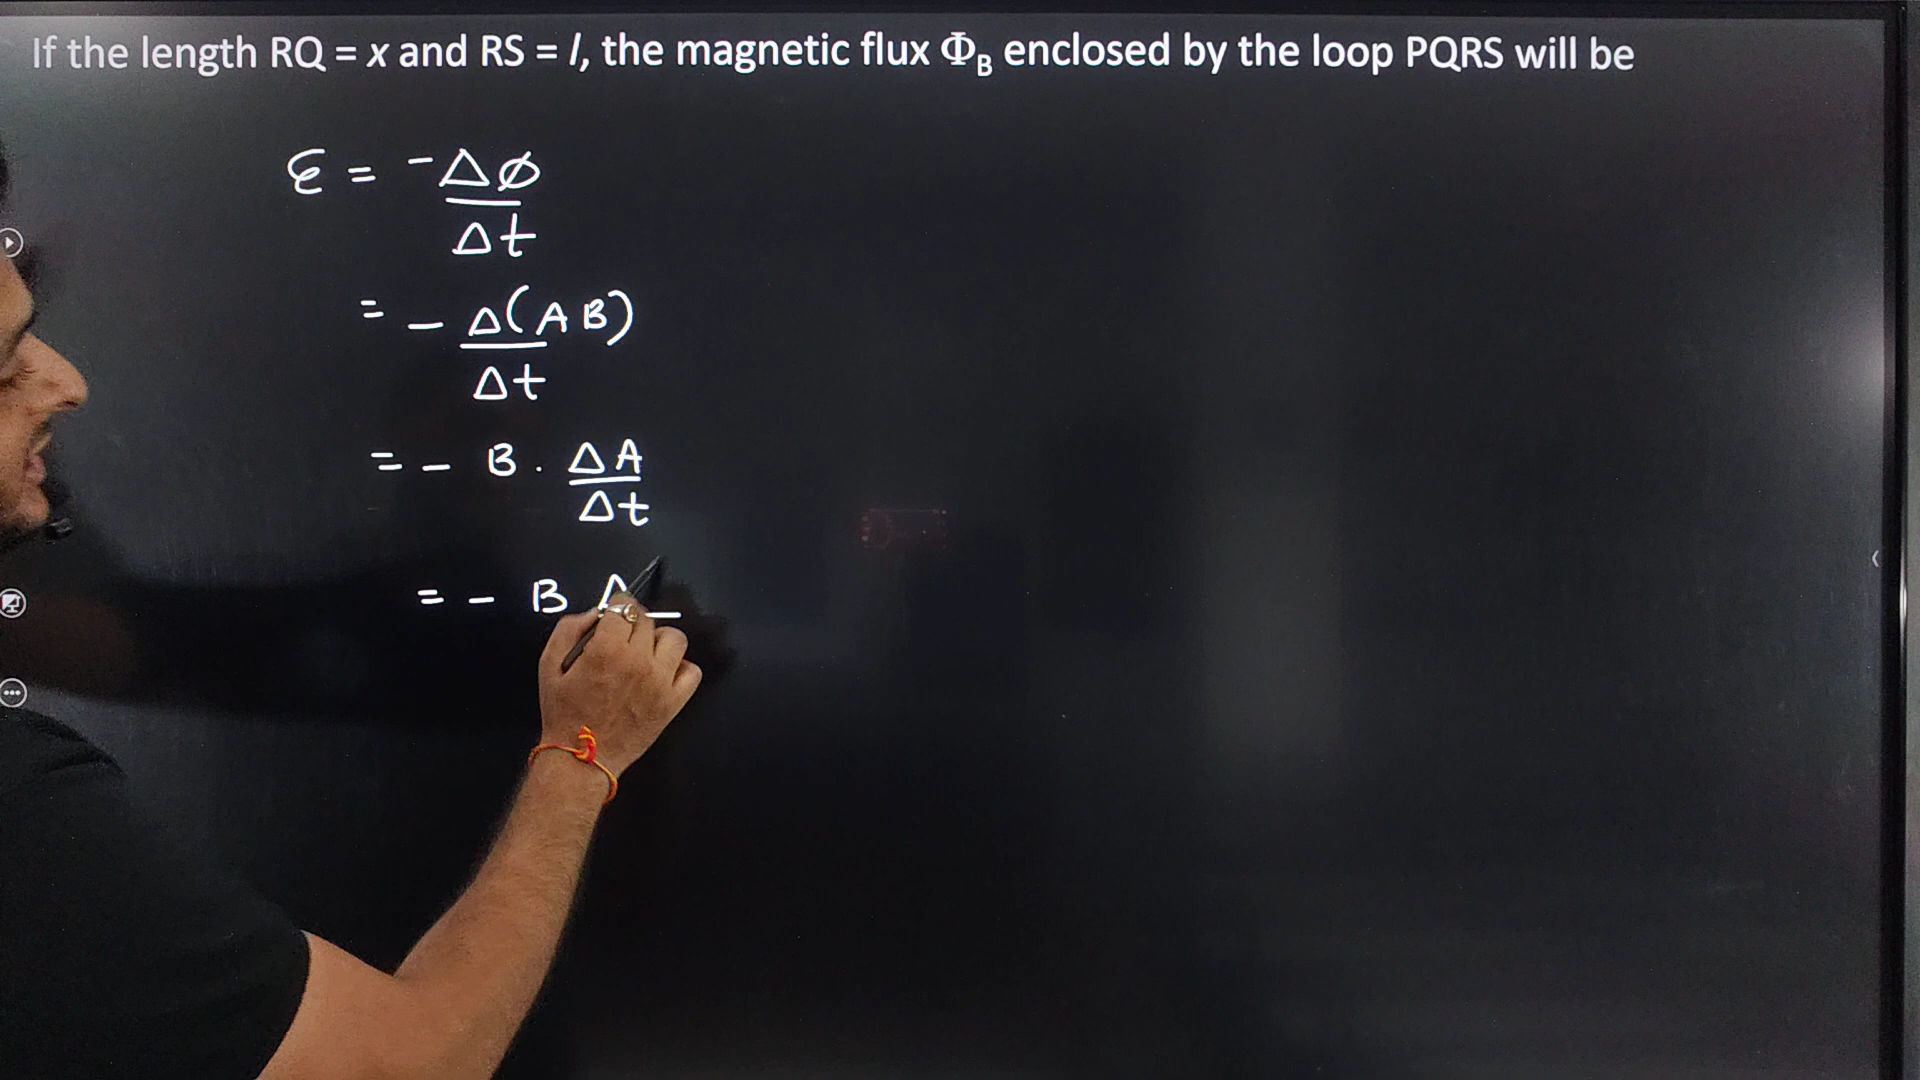 If the length RQ = x and RS = l, the magnetic flux Φ_B enclosed by the loop PQRS will be
ε = -Δø
Δt
= - Δ(AB)
Δt
= - B . ΔA
Δt
= - B Δ